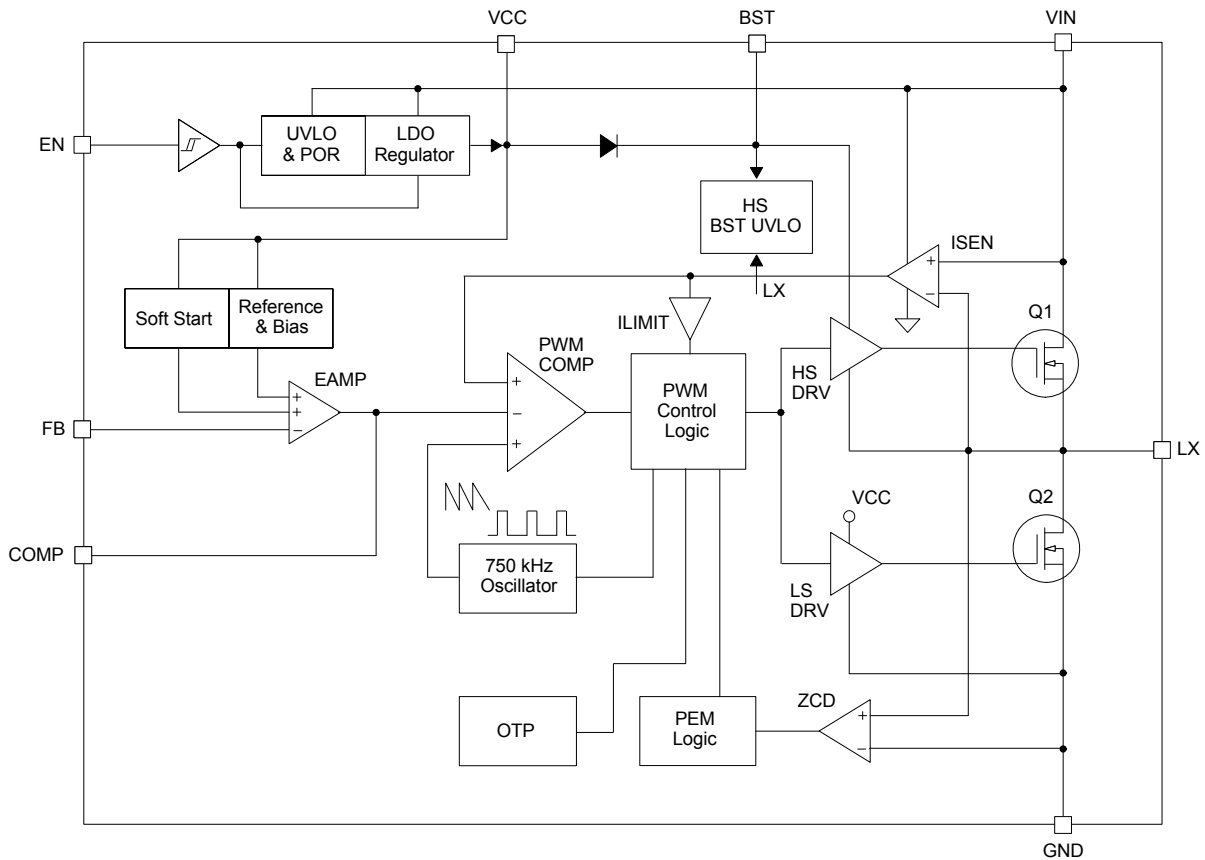 VCC
BST
VIN
EN
UVLO
& POR
LDO
Regulator
HS
BST UVLO
ISEN
+
−
LX
Soft Start
Reference
& Bias
ILIMIT
Q1
PWM
COMP
+
−
+
EAMP
+
+
−
PWM
Control
Logic
HS
DRV
FB
LX
VCC
Q2
COMP
750 kHz
Oscillator
LS
DRV
OTP
PEM
Logic
ZCD
+
−
GND